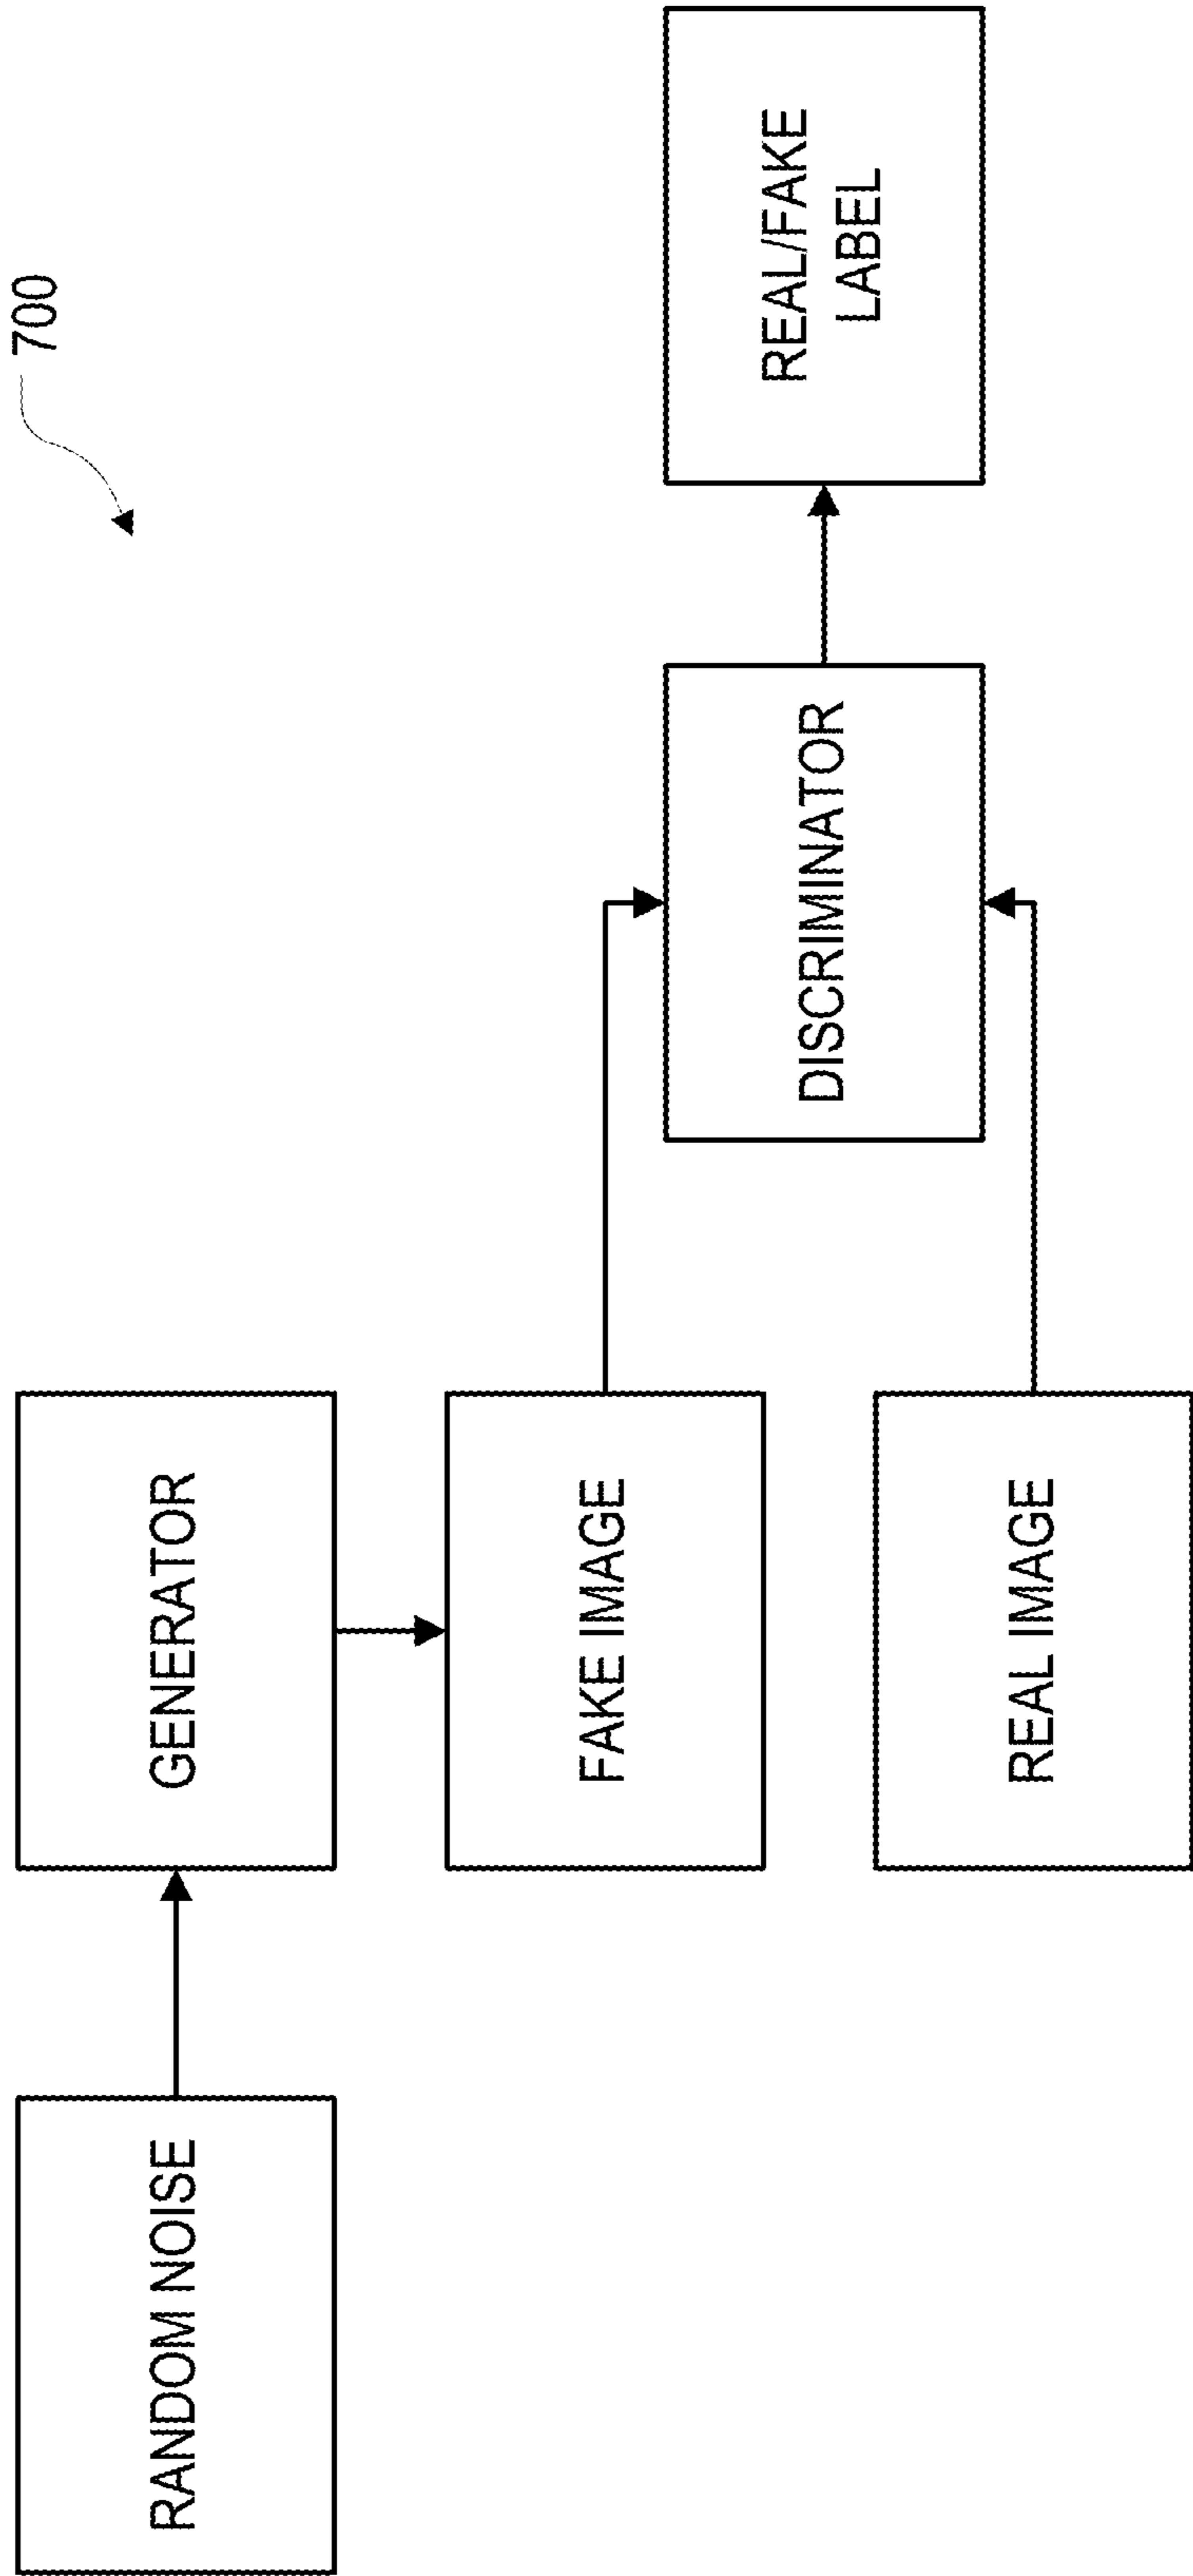 700
RANDOM NOISE
GENERATOR
FAKE IMAGE
REAL IMAGE
DISCRIMINATOR
REAL/FAKE
LABEL